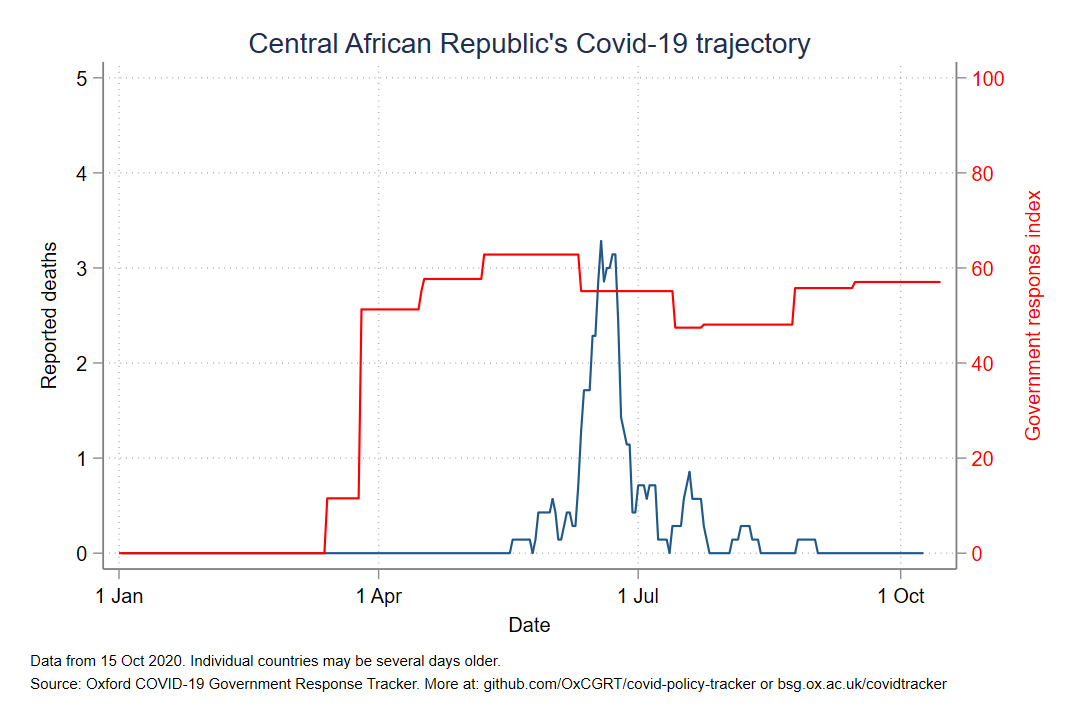 Central African Republic's Covid-19 trajectory
5
4
3
2
1
0
Reported deaths
100
80
60
40
20
0
Government response index
1 Jan
1 Apr
1 Jul
1 Oct
Date
Data from 15 Oct 2020. Individual countries may be several days older.
Source: Oxford COVID-19 Government Response Tracker. More at: github.com/OxCGRT/covid-policy-tracker or bsg.ox.ac.uk/covidtracker